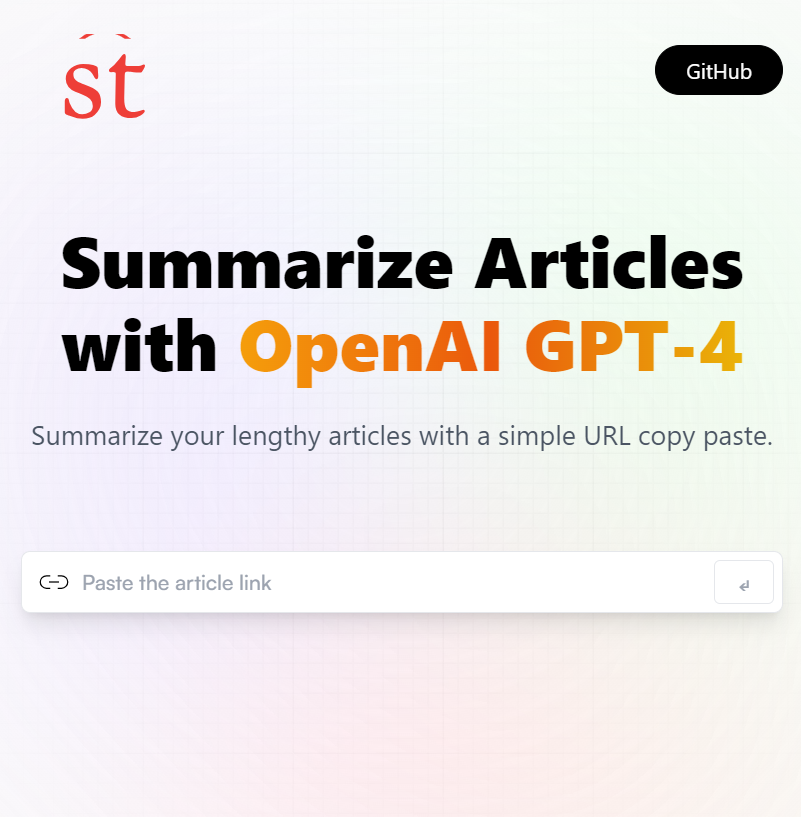 st
GitHub
Summarize Articles
with OpenAI GPT-4
Summarize your lengthy articles with a simple URL copy paste.
Paste the article link
↲